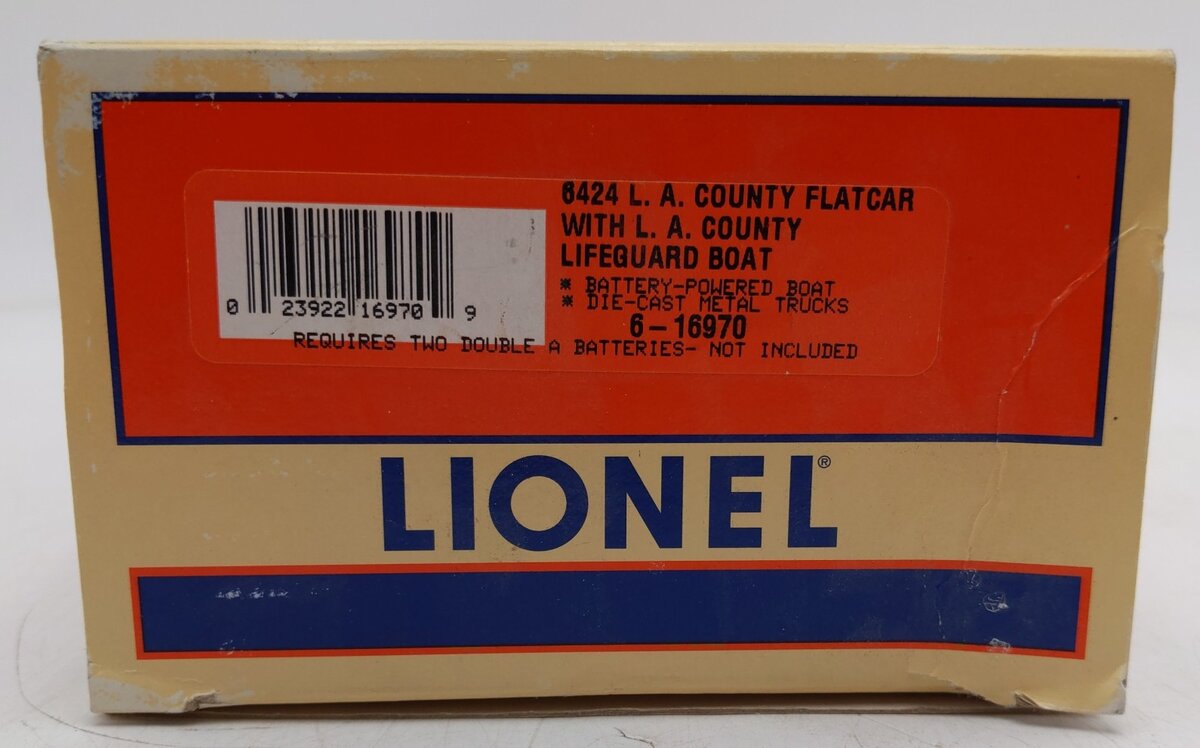 6424 L. A. COUNTY FLATCAR
WITH L. A. COUNTY
LIFEGUARD BOAT
* BATTERY-POWERED BOAT
* DIE-CAST METAL TRUCKS
6-16970
0 23922 16970 9
REQUIRES TWO DOUBLE A BATTERIES- NOT INCLUDED
LIONEL®